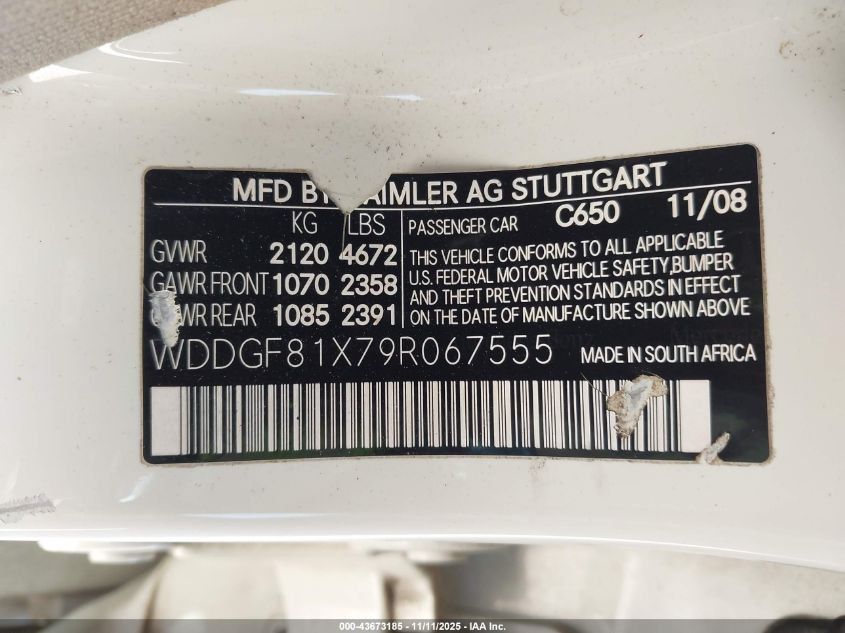 MFD BY DAIMLER AG STUTTGART
KG LBS
PASSENGER CAR C650 11/08
GVWR 2120 4672
GAWR FRONT 1070 2358
GAWR REAR 1085 2391
THIS VEHICLE CONFORMS TO ALL APPLICABLE
U.S. FEDERAL MOTOR VEHICLE SAFETY,BUMPER
AND THEFT PREVENTION STANDARDS IN EFFECT
ON THE DATE OF MANUFACTURE SHOWN ABOVE
WDDGF81X79R067555 MADE IN SOUTH AFRICA
000-43673185 - 11/11/2025 - IAA Inc.